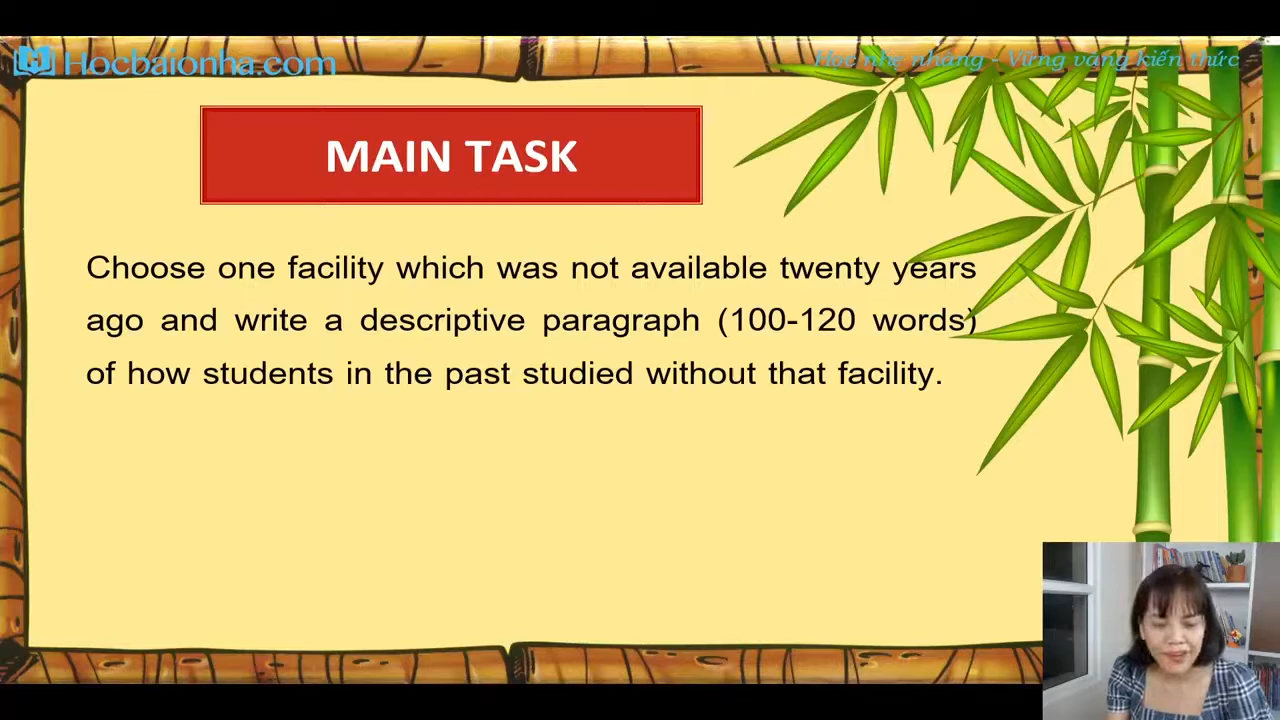 Hocbaionha.com
Học nhẹ nhàng - Vững vàng kiến thức
MAIN TASK
Choose one facility which was not available twenty years
ago and write a descriptive paragraph (100-120 words)
of how students in the past studied without that facility.